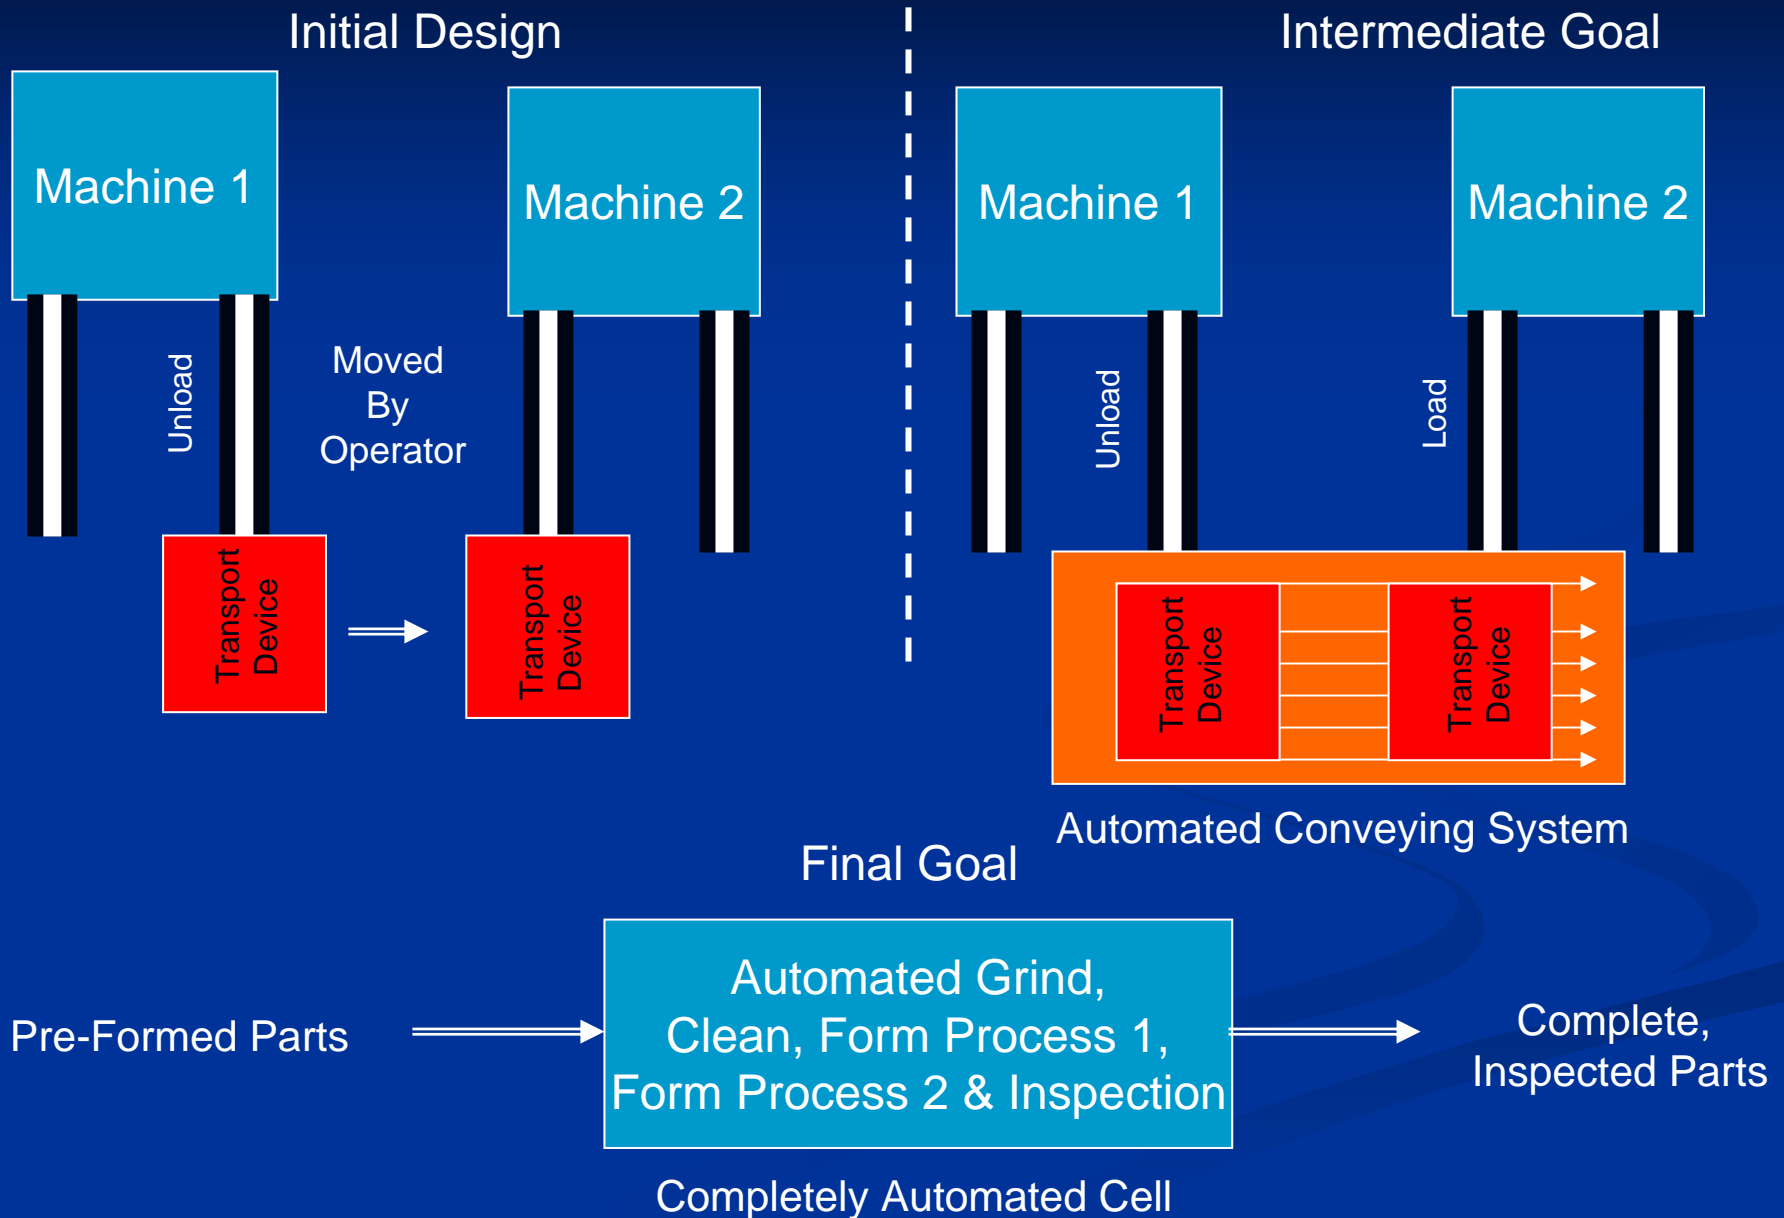 Initial Design
Machine 1
Machine 2
Unload
Moved
By
Operator
Transport
Device
Transport
Device
Intermediate Goal
Machine 1
Machine 2
Unload
Load
Transport
Device
Transport
Device
Automated Conveying System
Final Goal
Pre-Formed Parts
Automated Grind,
Clean, Form Process 1,
Form Process 2 & Inspection
Complete,
Inspected Parts
Completely Automated Cell